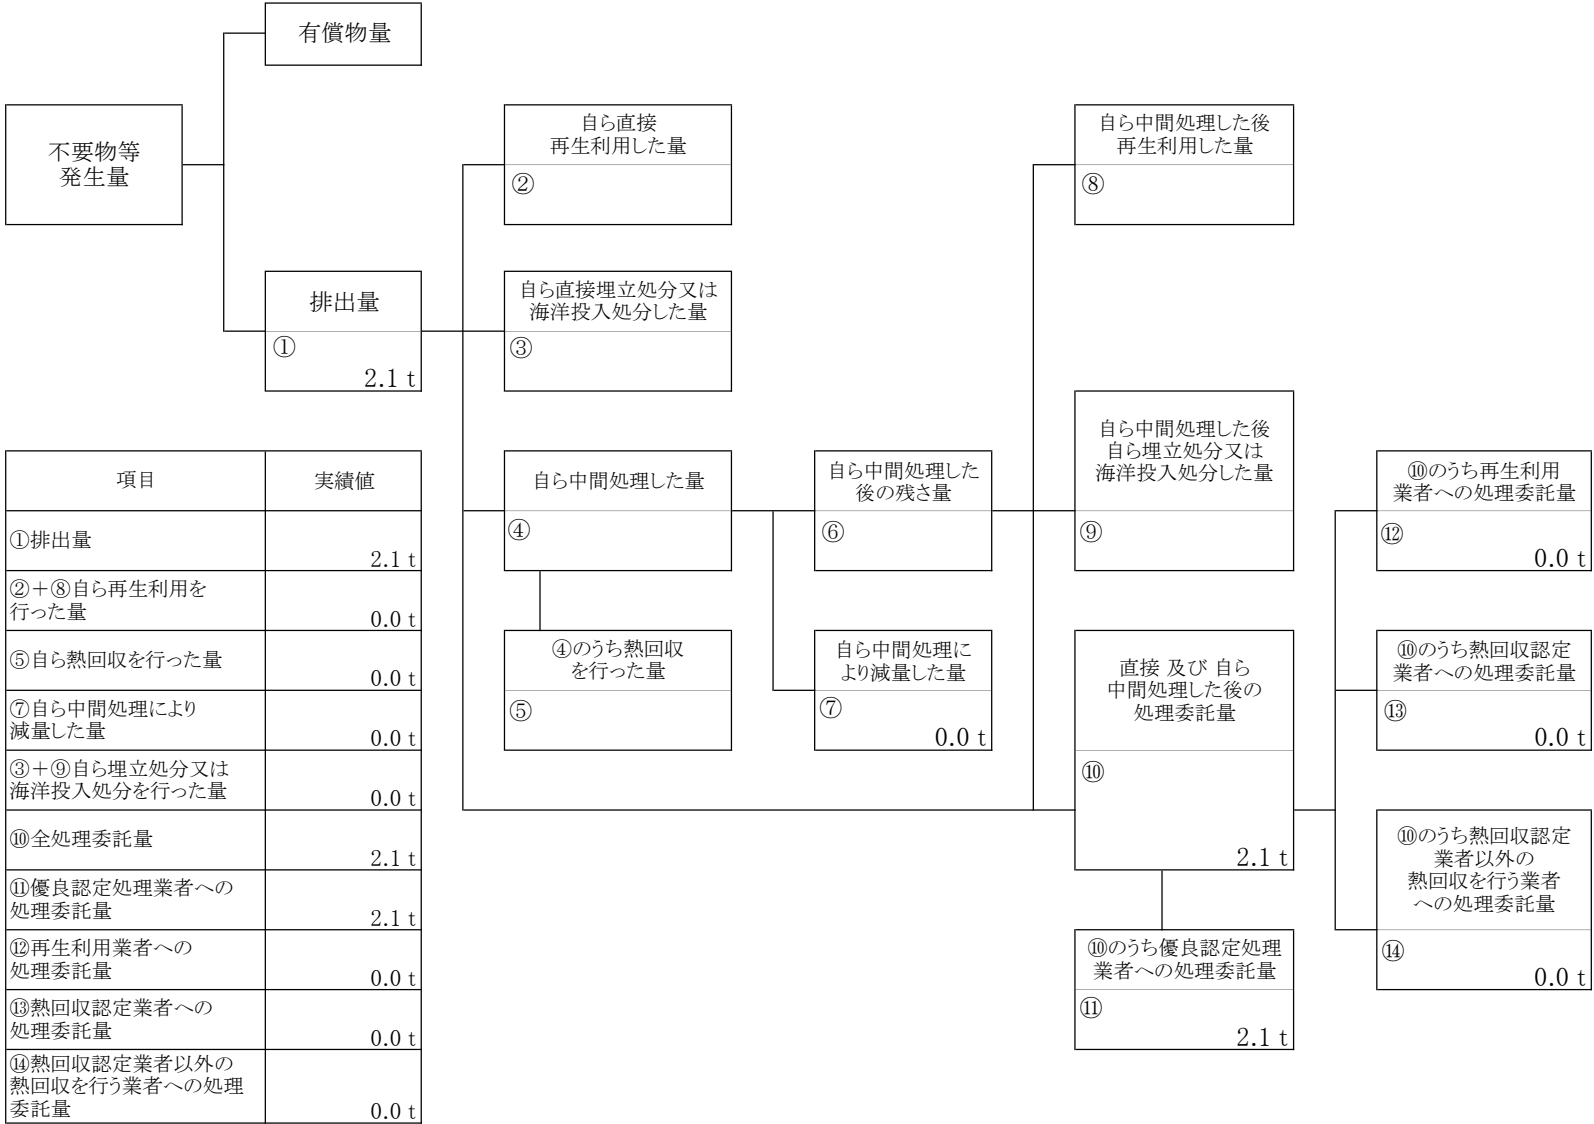 有償物量
不要物等
発生量
自ら直接
再生利用した量
②
自ら中間処理した後
再生利用した量
⑧
排出量
①
2.1 t
自ら直接埋立処分又は
海洋投入処分した量
③
自ら中間処理した後
自ら埋立処分又は
海洋投入処分した量
⑨
自ら中間処理した量
④
自ら中間処理した
後の残さ量
⑥
⑩のうち再生利用
業者への処理委託量
⑫
0.0 t
④のうち熱回収
を行った量
⑤
自ら中間処理に
より減量した量
⑦
0.0 t
直接 及び 自ら
中間処理した後の
処理委託量
⑩
2.1 t
⑩のうち熱回収認定
業者への処理委託量
⑬
0.0 t
⑩のうち熱回収認定
業者以外の
熱回収を行う業者
への処理委託量
⑭
0.0 t
⑩のうち優良認定処理
業者への処理委託量
⑪
2.1 t
項目 実績値
①排出量
2.1 t
②＋⑧自ら再生利用を
行った量
0.0 t
⑤自ら熱回収を行った量
0.0 t
⑦自ら中間処理により
減量した量
0.0 t
③＋⑨自ら埋立処分又は
海洋投入処分を行った量
0.0 t
⑩全処理委託量
2.1 t
⑪優良認定処理業者への
処理委託量
2.1 t
⑫再生利用業者への
処理委託量
0.0 t
⑬熱回収認定業者への
処理委託量
0.0 t
⑭熱回収認定業者以外の
熱回収を行う業者への処理
委託量
0.0 t